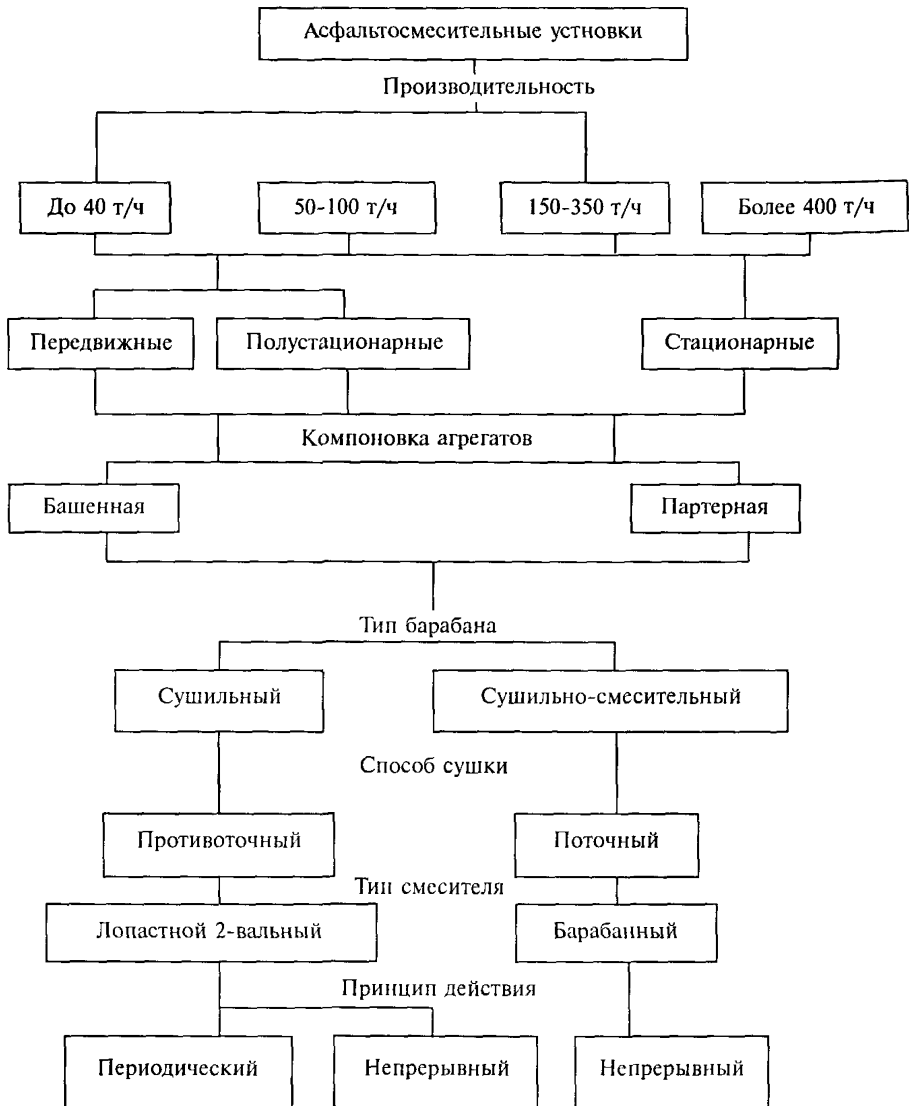 Асфальтосмесительные устновки
Производительность
До 40 т/ч
50-100 т/ч
150-350 т/ч
Более 400 т/ч
Передвижные
Полустационарные
Стационарные
Компоновка агрегатов
Башенная
Партерная
Тип барабана
Сушильный
Сушильно-смесительный
Способ сушки
Противоточный
Поточный
Тип смесителя
Лопастной 2-вальный
Барабанный
Принцип действия
Периодический
Непрерывный
Непрерывный